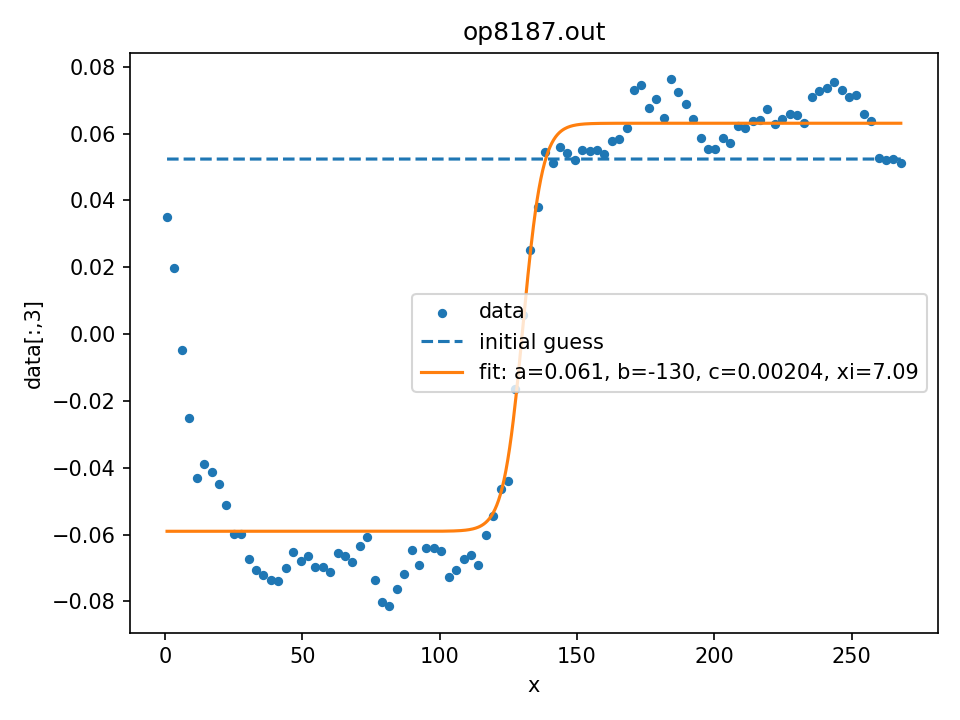 op8187.out
0.08
0.06
0.04
0.02
0.00
−0.02
−0.04
−0.06
−0.08
data[:,3]
data
initial guess
fit: a=0.061, b=-130, c=0.00204, xi=7.09
0 50 100 150 200 250
x